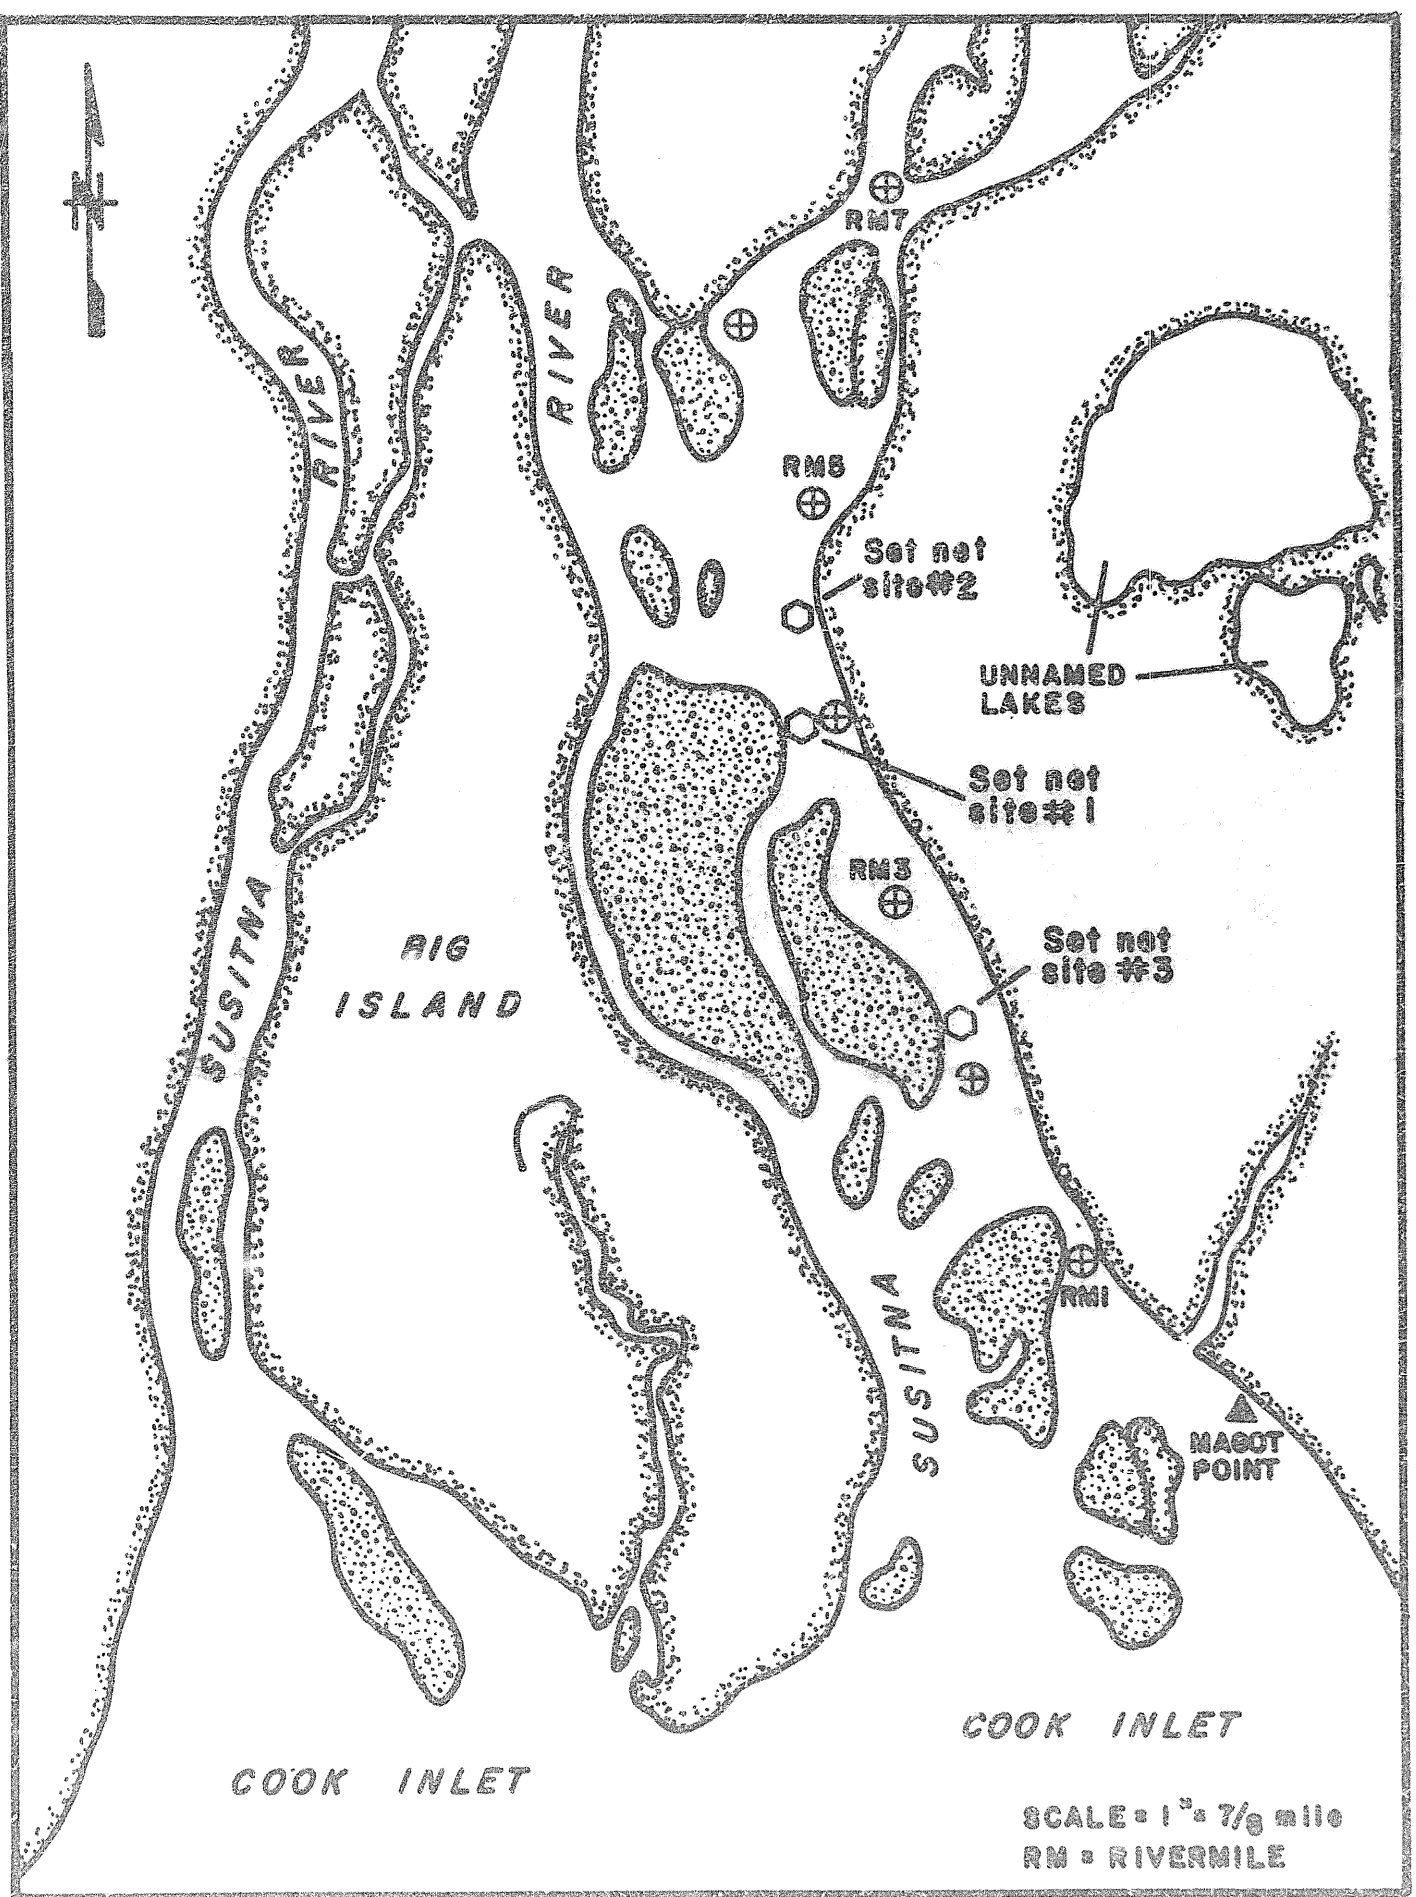 N
RM7
RIVER
RIVER
RM5
Set net
site #2
UNNAMED
LAKES
Set net
site #1
RM3
SUSITNA
BIG
ISLAND
Set net
site #3
SUSITNA
RM1
MAGOT
POINT
COOK INLET
COOK INLET
SCALE = 1" = 7/8 mile
RM = RIVERMILE